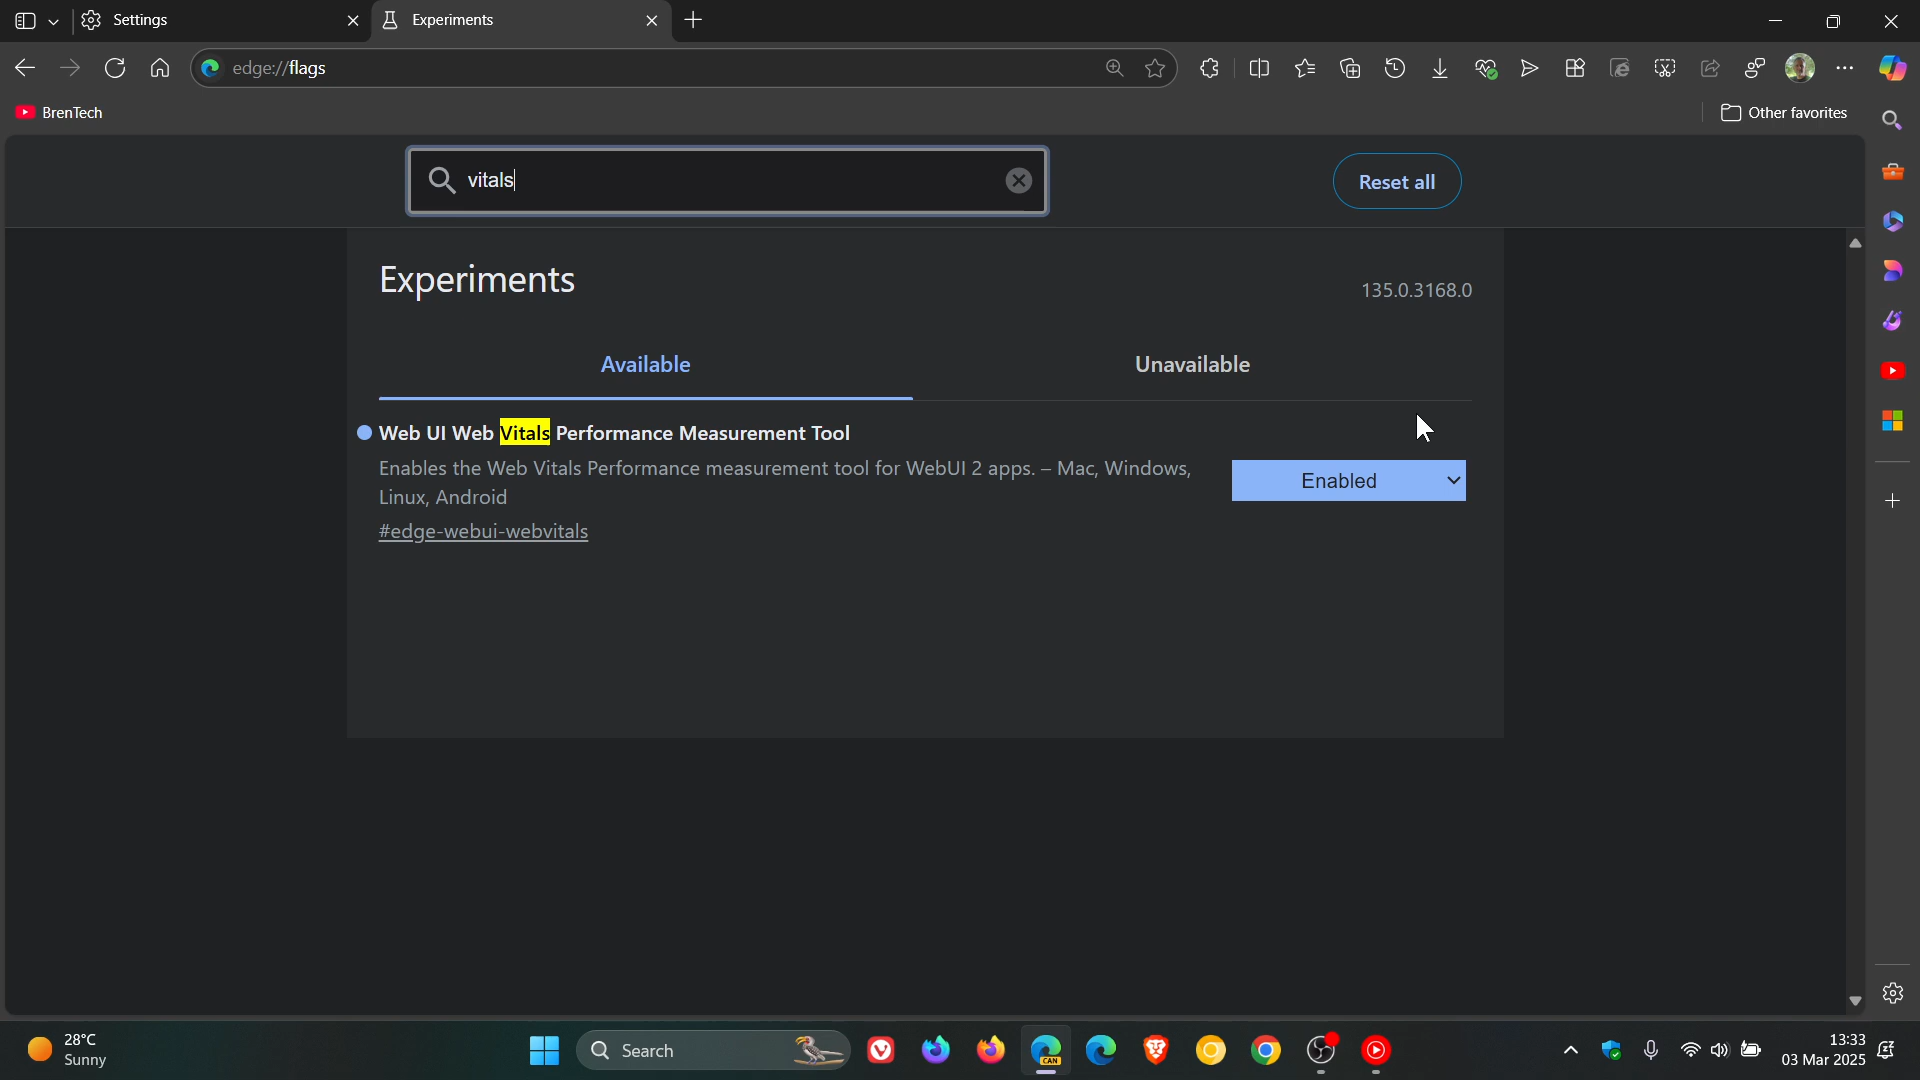 Settings
Experiments
edge://flags
BrenTech
Other favorites
vitals
Reset all
Experiments
135.0.3168.0
Available
Unavailable
Web UI Web Vitals Performance Measurement Tool
Enables the Web Vitals Performance measurement tool for WebUI 2 apps. – Mac, Windows,
Linux, Android
#edge-webui-webvitals
Enabled
28°C
Sunny
Search
CAN
13:33
03 Mar 2025